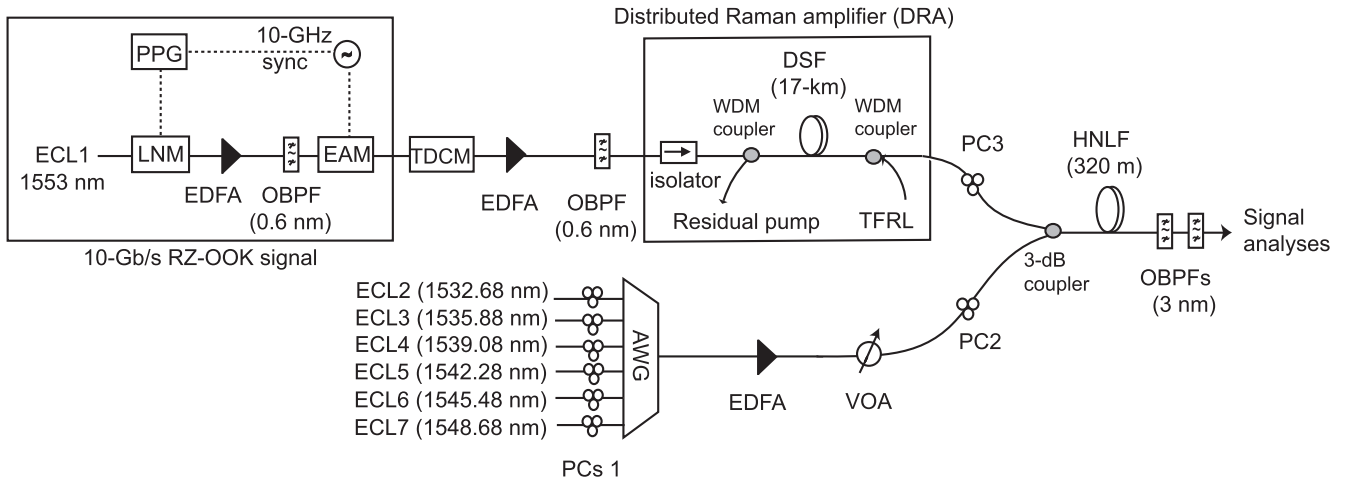 Distributed Raman amplifier (DRA)
PPG
10-GHz
sync
~
DSF
(17-km)
WDM
coupler
WDM
coupler
ECL1
1553 nm
LNM
EDFA
OBPF
(0.6 nm)
EAM
TDCM
EDFA
OBPF
(0.6 nm)
isolator
Residual pump
TFRL
10-Gb/s RZ-OOK signal
PC3
HNLF
(320 m)
3-dB
coupler
OBPFs
(3 nm)
Signal
analyses
ECL2 (1532.68 nm)
ECL3 (1535.88 nm)
ECL4 (1539.08 nm)
ECL5 (1542.28 nm)
ECL6 (1545.48 nm)
ECL7 (1548.68 nm)
PCs 1
AWG
EDFA
VOA
PC2